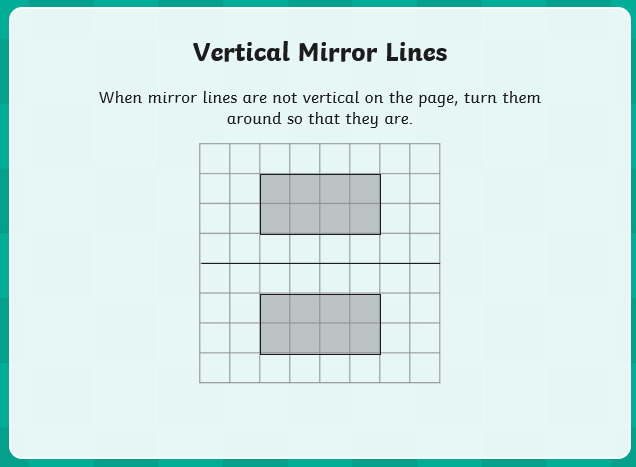 Vertical Mirror Lines
When mirror lines are not vertical on the page, turn them
around so that they are.